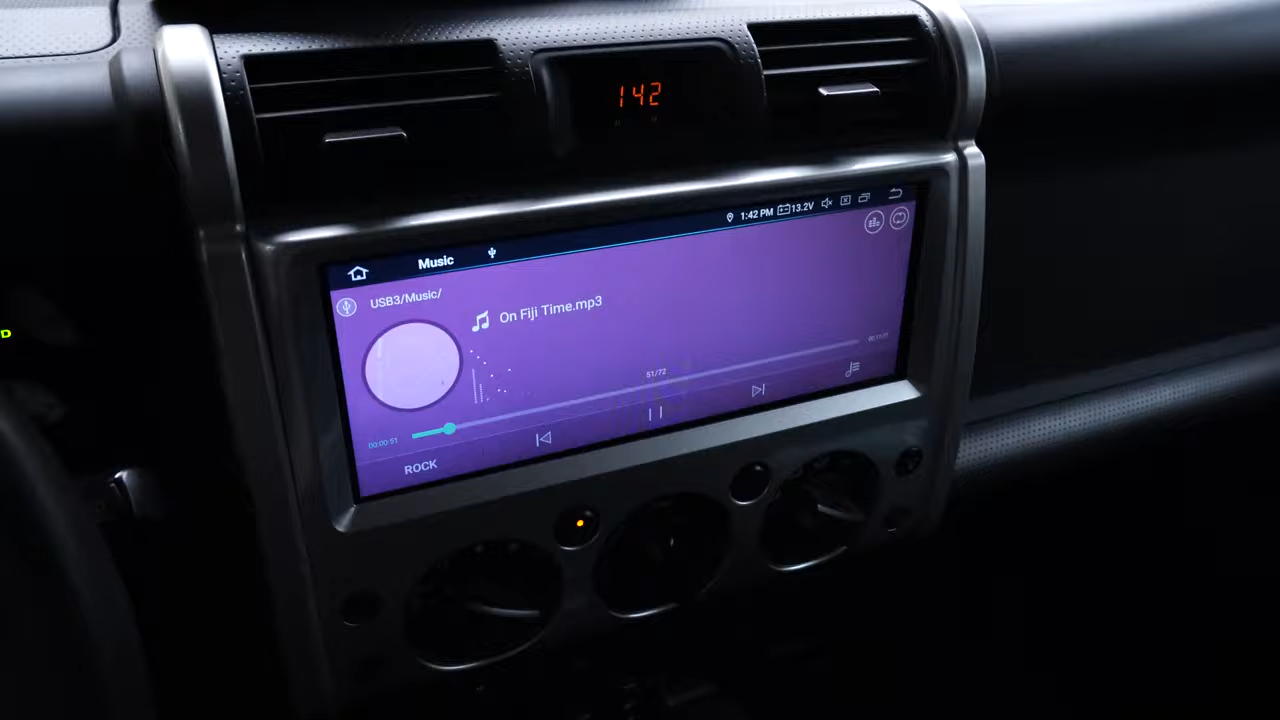 142
Music
1:42 PM 13.2V
USB3/Music/
On Fiji Time.mp3
51/72
00:00:51
ROCK
D